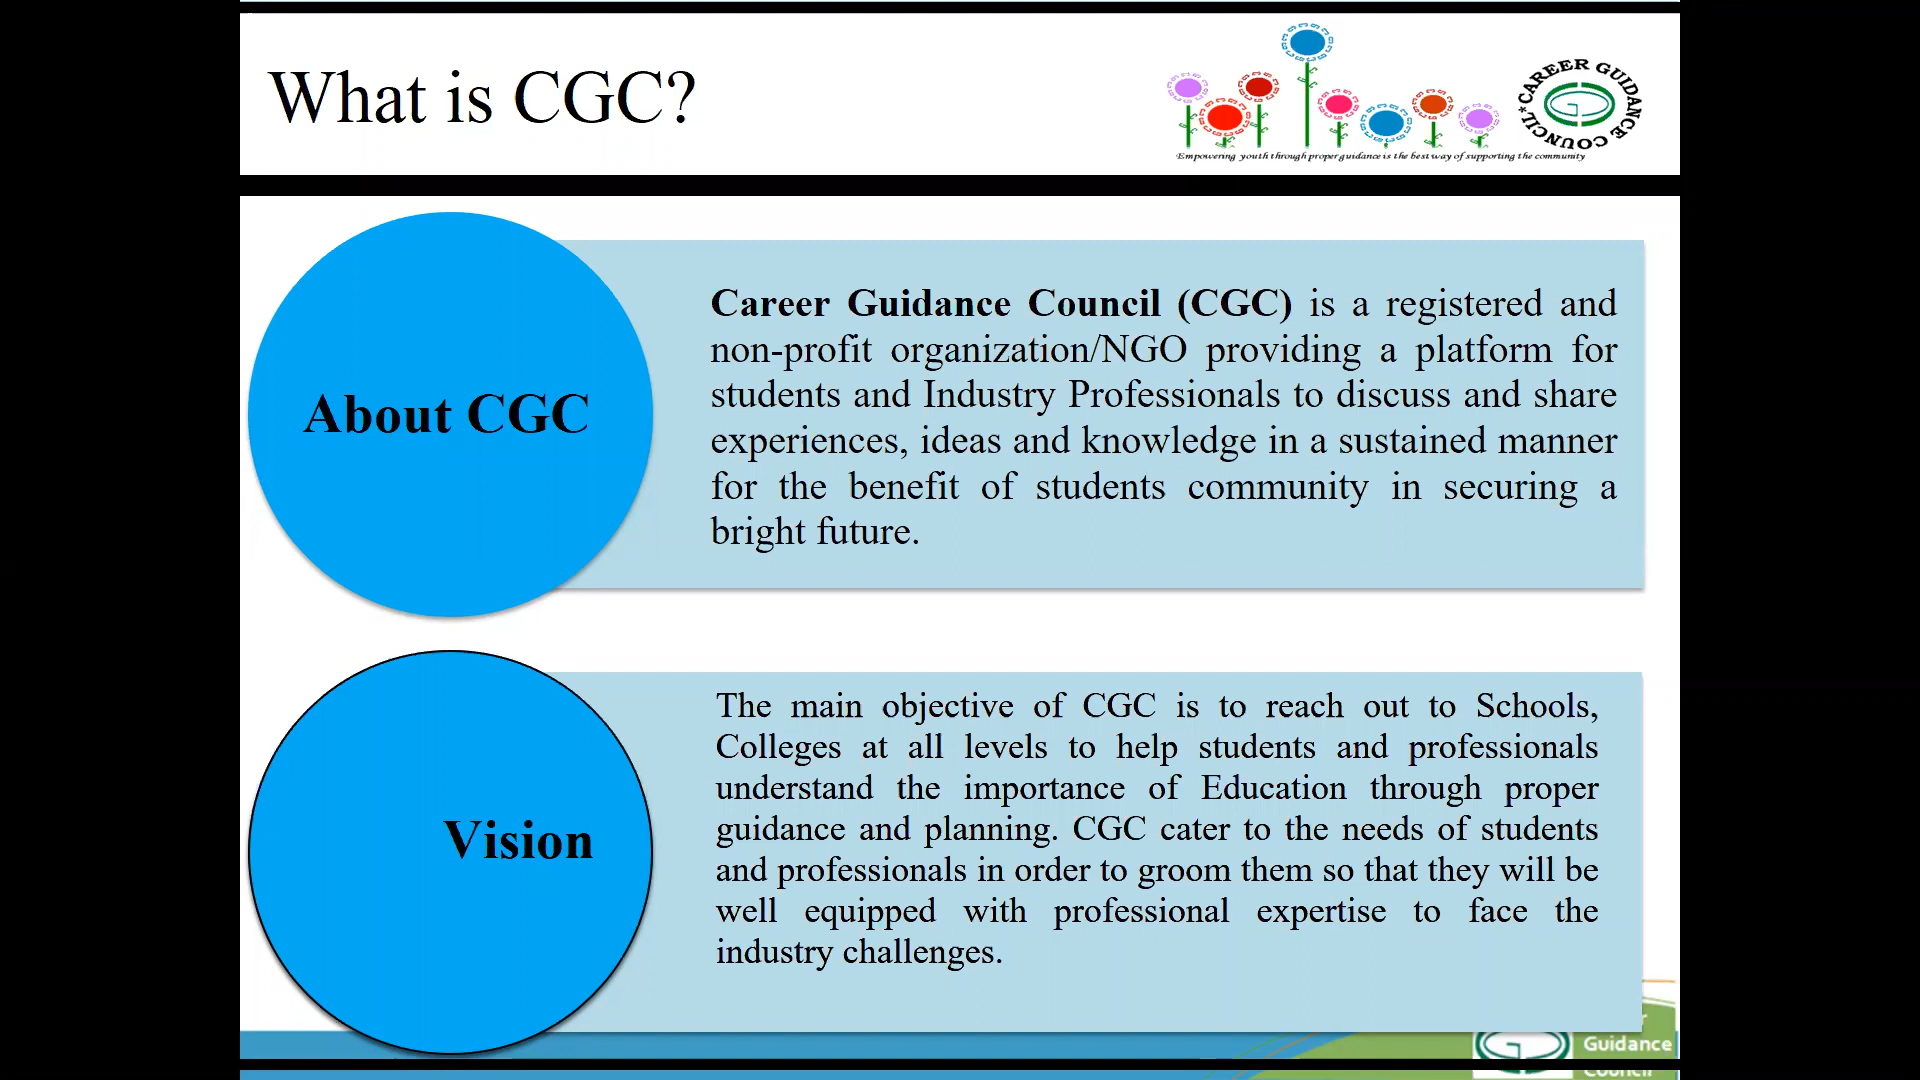 What is CGC?
CAREER GUIDANCE COUNCIL
Empowering youth through proper guidance is the best way of supporting the community
About CGC
Career Guidance Council (CGC) is a registered and
non-profit organization/NGO providing a platform for
students and Industry Professionals to discuss and share
experiences, ideas and knowledge in a sustained manner
for the benefit of students community in securing a
bright future.
Vision
The main objective of CGC is to reach out to Schools,
Colleges at all levels to help students and professionals
understand the importance of Education through proper
guidance and planning. CGC cater to the needs of students
and professionals in order to groom them so that they will be
well equipped with professional expertise to face the
industry challenges.
Guidance
Council